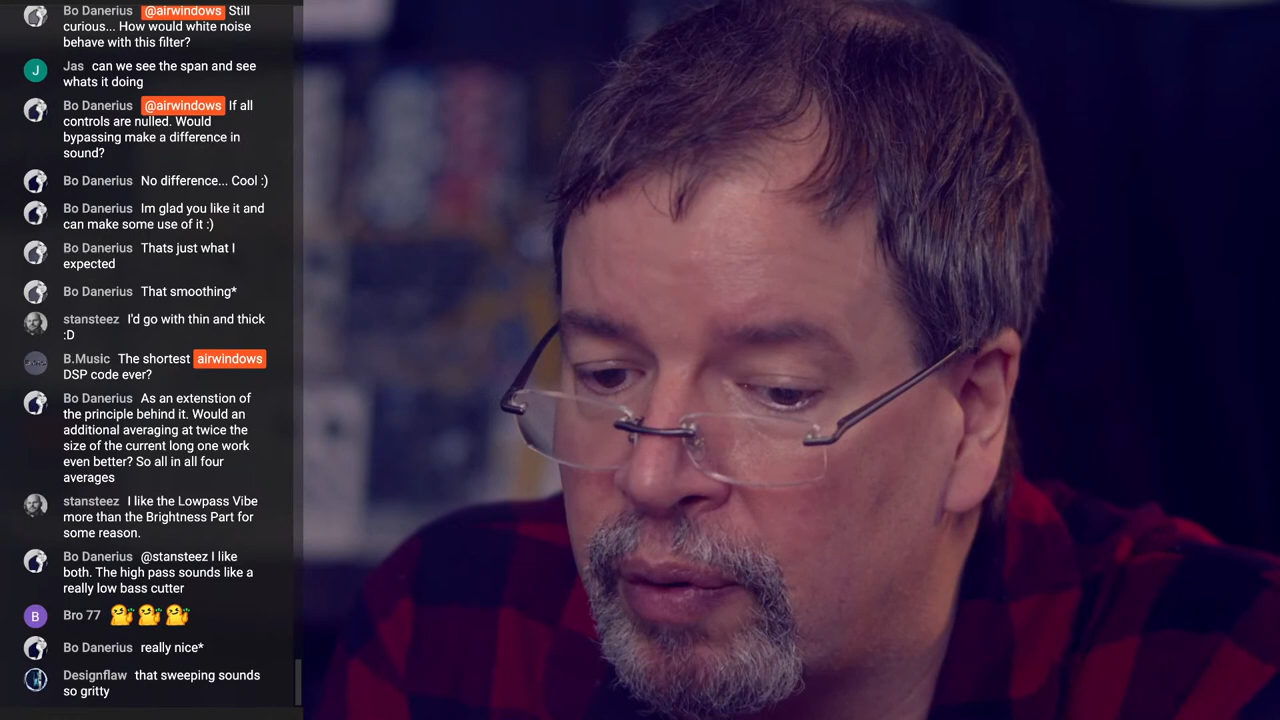 Bo Danerius @airwindows Still
curious... How would white noise
behave with this filter?
J
Jas can we see the span and see
whats it doing
Bo Danerius @airwindows If all
controls are nulled. Would
bypassing make a difference in
sound?
Bo Danerius No difference... Cool :)
Bo Danerius Im glad you like it and
can make some use of it :)
Bo Danerius Thats just what I
expected
Bo Danerius That smoothing*
stansteez I'd go with thin and thick
:D
B.Music The shortest airwindows
DSP code ever?
Bo Danerius As an extenstion of
the principle behind it. Would an
additional averaging at twice the
size of the current long one work
even better? So all in all four
averages
stansteez I like the Lowpass Vibe
more than the Brightness Part for
some reason.
Bo Danerius @stansteez I like
both. The high pass sounds like a
really low bass cutter
B
Bro 77
Bo Danerius really nice*
Designflaw that sweeping sounds
so gritty